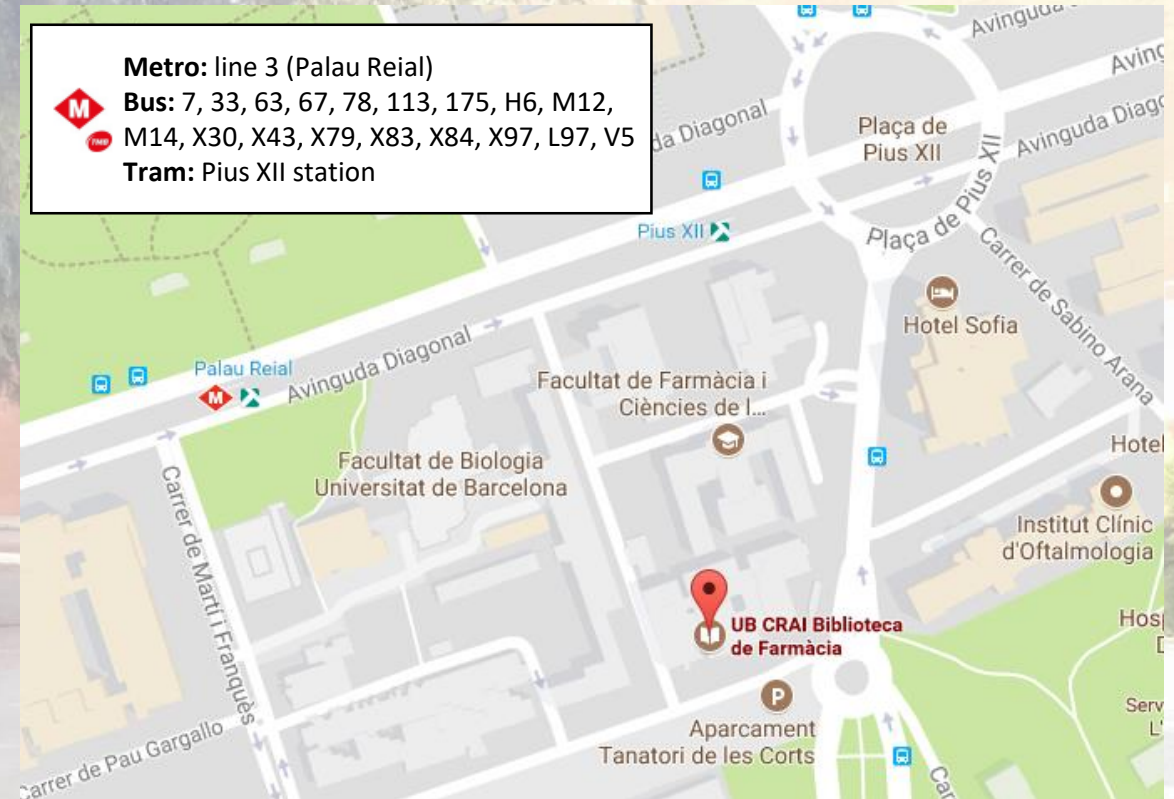 Metro: line 3 (Palau Reial)
Bus: 7, 33, 63, 67, 78, 113, 175, H6, M12,
M14, X30, X43, X79, X83, X84, X97, L97, V5
Tram: Pius XII station
M
TMB
Avinguda
Aving
da Diagonal
Plaça de
Pius XII
Avinguda Diago
Pius XII
Plaça de Pius XII
Carrer de Sabino Arana
Hotel Sofia
Palau Reial
M
Avinguda Diagonal
Facultat de Farmàcia i
Ciències de l...
Facultat de Biologia
Universitat de Barcelona
Hotel
Institut Clínic
d'Oftalmologia
Carrer de Martí i Franquès
UB CRAI Biblioteca
de Farmàcia
Hosp
D
P
Aparcament
Tanatori de les Corts
Serv
L'
Carrer de Pau Gargallo
Car